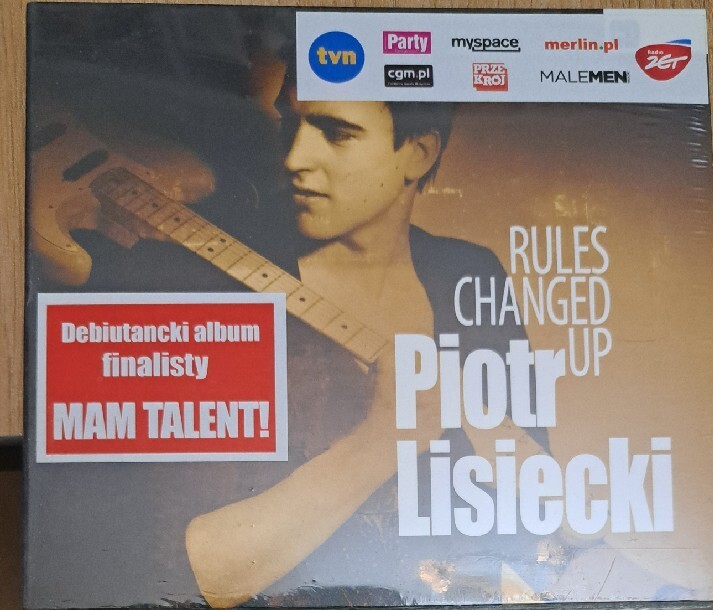 tvn
Party
myspace
merlin.pl
Radio
ZET
cgm.pl
PRZE
KRÓJ
MALEMEN
RULES
CHANGED
UP
Piotr
Lisiecki
Debiutancki album
finalisty
MAM TALENT!